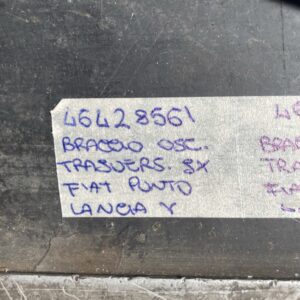 46428561
BRACCIO OSC.
TRASVERS. SX
FIAT PUNTO
LANCIA Y